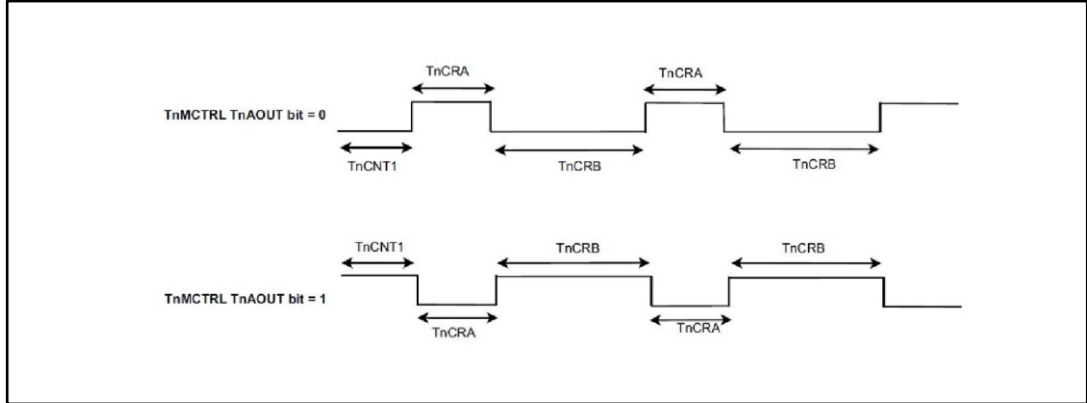 TnCRA TnCRA
TnMCTRL TnAOUT bit = 0
TnCNT1 TnCRB TnCRB
TnCNT1 TnCRB TnCRB
TnMCTRL TnAOUT bit = 1
TnCRA TnCRA